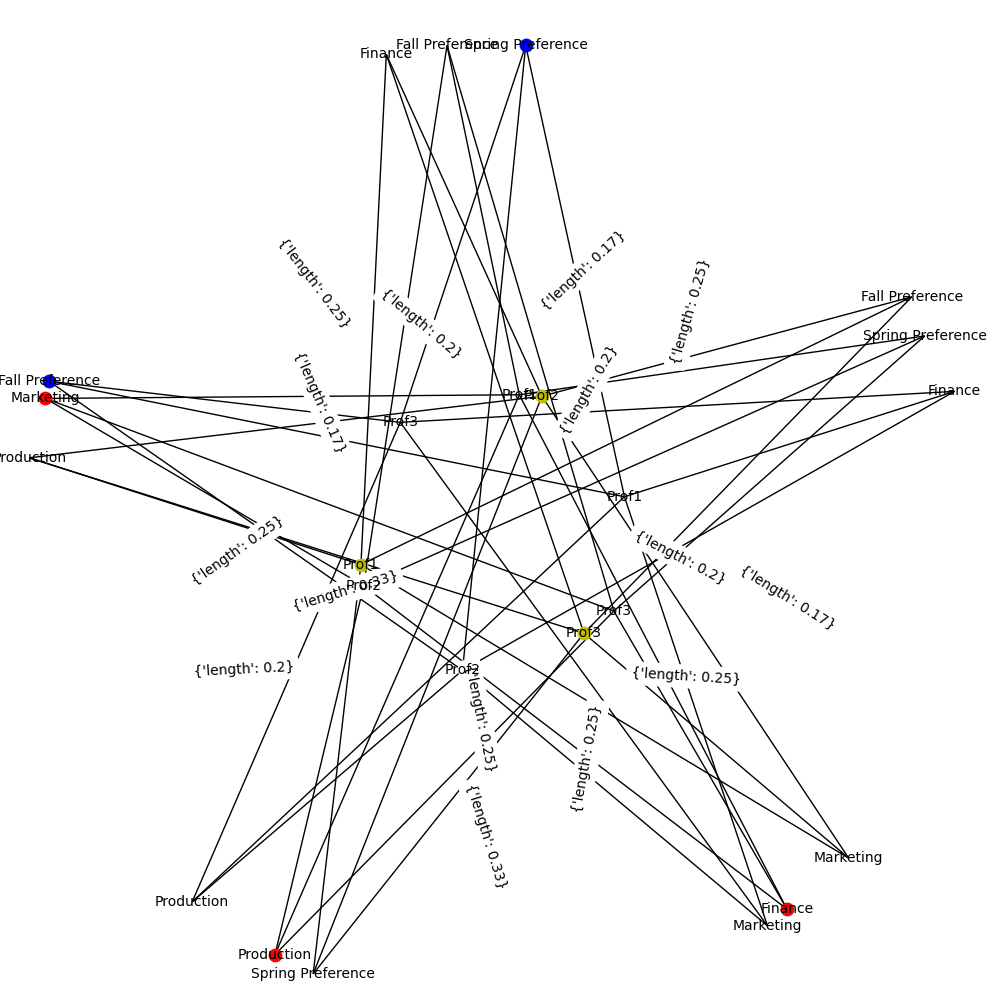 Fall Preference
Spring Preference
Finance
{'length': 0.17}
{'length': 0.25}
{'length': 0.25}
Fall Preference
{'length': 0.2}
Spring Preference
Fall Preference
{'length': 0.2}
Finance
Marketing
Prof1
Prof2
{'length': 0.17}
Prof3
Production
Prof1
{'length': 0.25}
{'length': 0.2}
Prof1
Prof2
{'length': 0.33}
{'length': 0.17}
Prof3
Prof3
{'length': 0.2}
Prof2
{'length': 0.25}
{'length': 0.25}
{'length': 0.25}
{'length': 0.33}
Marketing
Production
Finance
Marketing
Production
Spring Preference